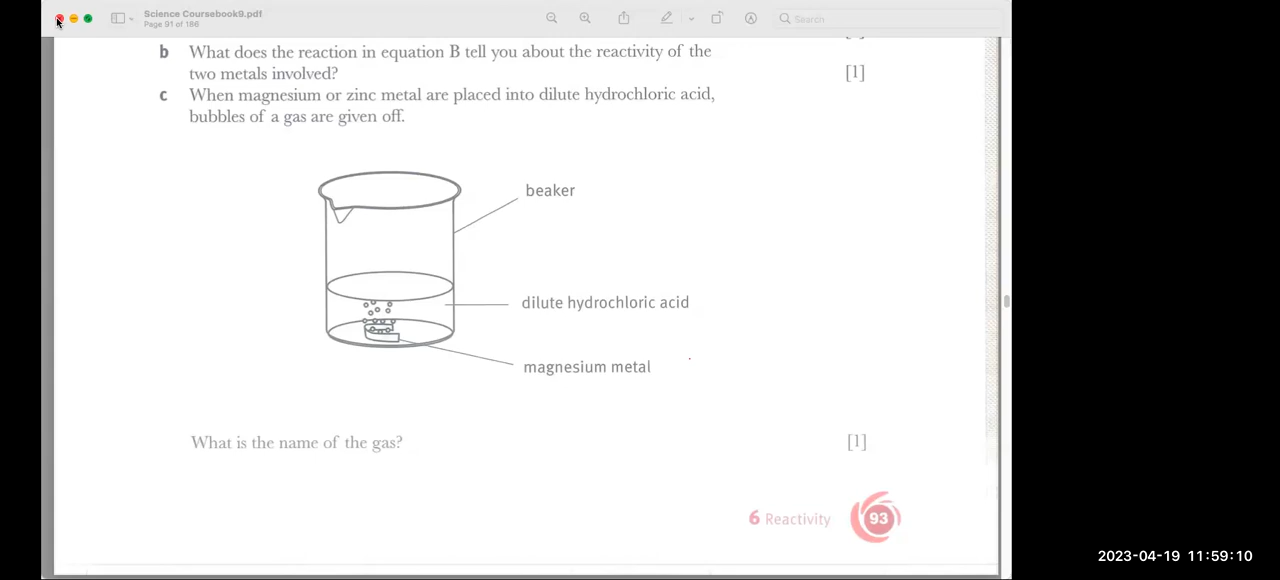 Science Coursebook9.pdf
Page 91 of 186
Search
b What does the reaction in equation B tell you about the reactivity of the
two metals involved?
[1]
c When magnesium or zinc metal are placed into dilute hydrochloric acid,
bubbles of a gas are given off.
beaker
dilute hydrochloric acid
magnesium metal
What is the name of the gas?
[1]
6 Reactivity
93
2023-04-19 11:59:10